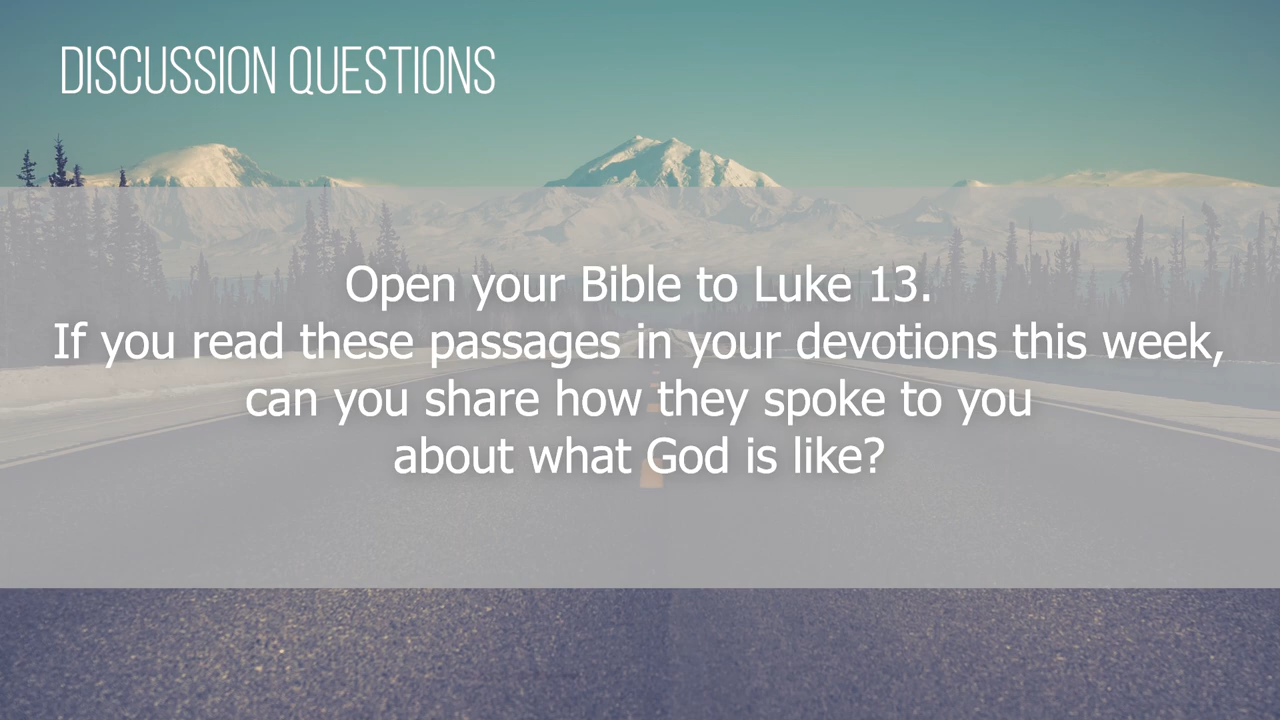 DISCUSSION QUESTIONS
Open your Bible to Luke 13.
If you read these passages in your devotions this week,
can you share how they spoke to you
about what God is like?